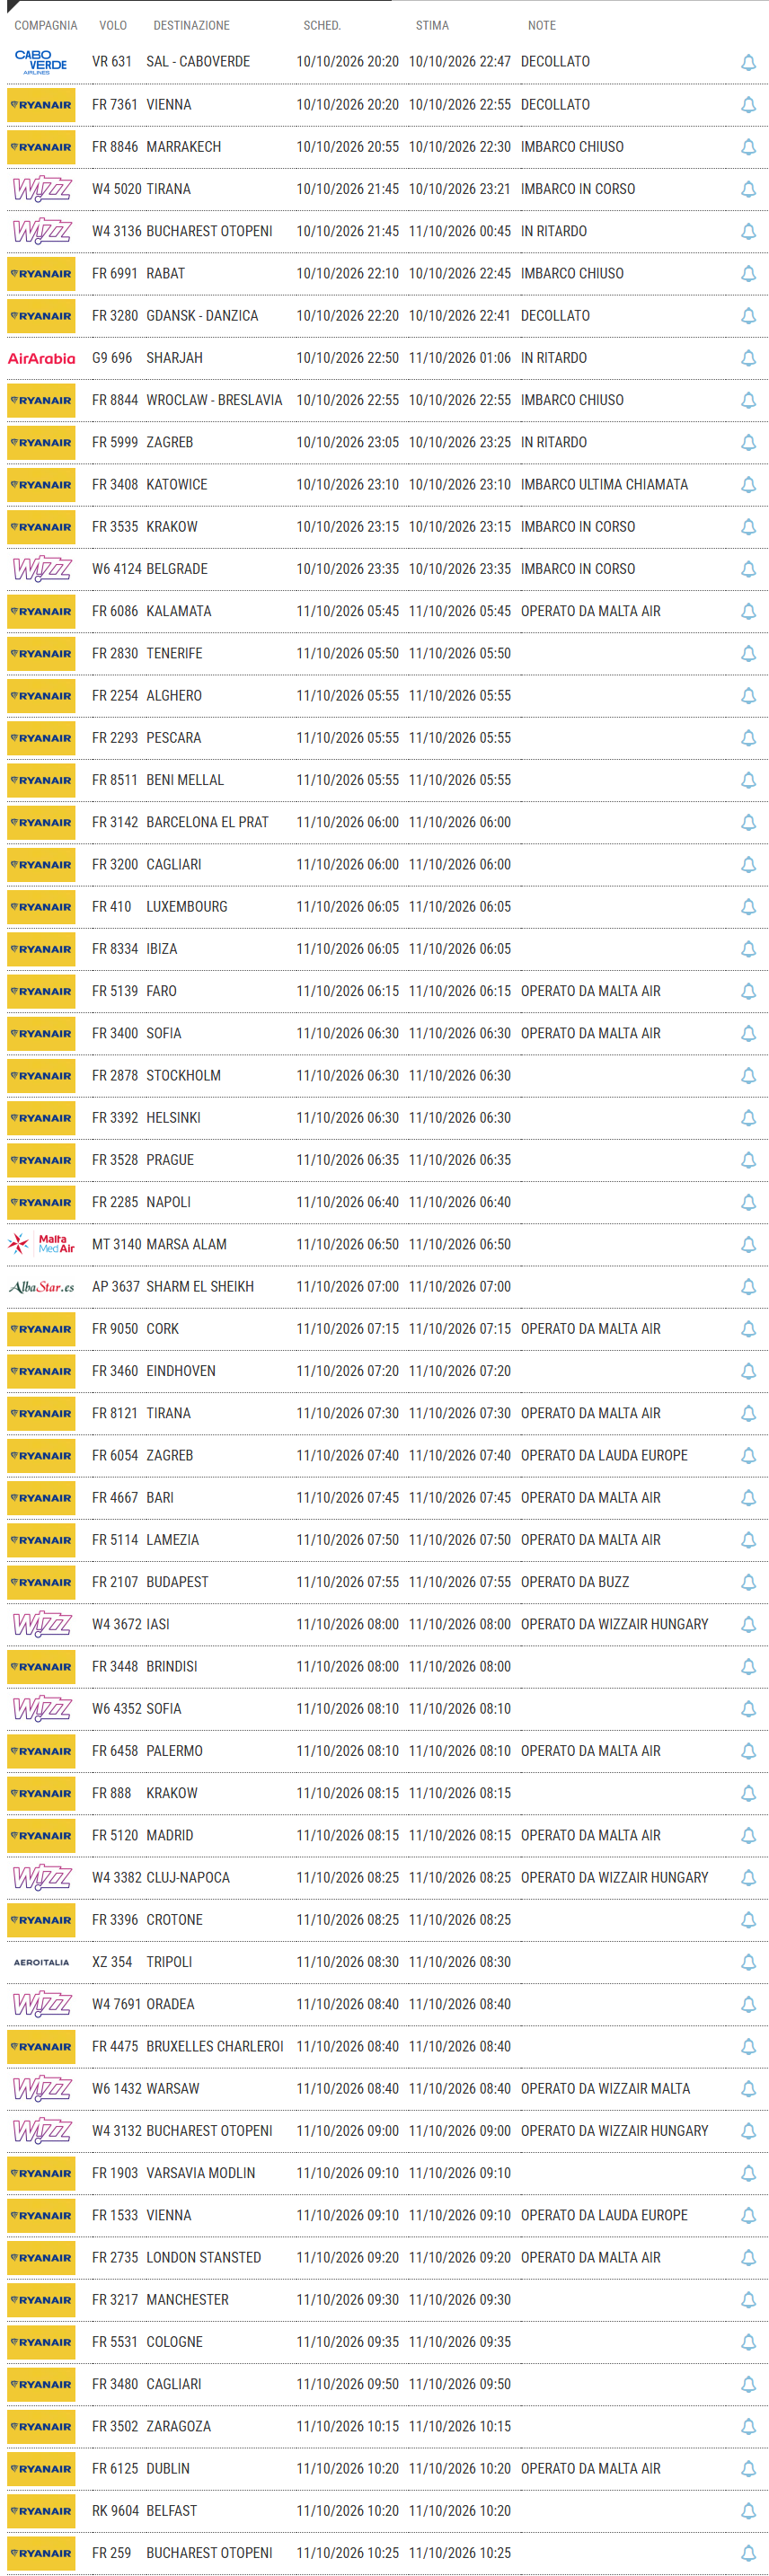 COMPAGNIA VOLO DESTINAZIONE SCHED. STIMA NOTE
CABO VERDE AIRLINES VR 631 SAL - CABOVERDE 10/10/2026 20:20 10/10/2026 22:47 DECOLLATO
RYANAIR FR 7361 VIENNA 10/10/2026 20:20 10/10/2026 22:55 DECOLLATO
RYANAIR FR 8846 MARRAKECH 10/10/2026 20:55 10/10/2026 22:30 IMBARCO CHIUSO
WIZZ W4 5020 TIRANA 10/10/2026 21:45 10/10/2026 23:21 IMBARCO IN CORSO
WIZZ W4 3136 BUCHAREST OTOPENI 10/10/2026 21:45 11/10/2026 00:45 IN RITARDO
RYANAIR FR 6991 RABAT 10/10/2026 22:10 10/10/2026 22:45 IMBARCO CHIUSO
RYANAIR FR 3280 GDANSK - DANZICA 10/10/2026 22:20 10/10/2026 22:41 DECOLLATO
AirArabia G9 696 SHARJAH 10/10/2026 22:50 11/10/2026 01:06 IN RITARDO
RYANAIR FR 8844 WROCLAW - BRESLAVIA 10/10/2026 22:55 10/10/2026 22:55 IMBARCO CHIUSO
RYANAIR FR 5999 ZAGREB 10/10/2026 23:05 10/10/2026 23:25 IN RITARDO
RYANAIR FR 3408 KATOWICE 10/10/2026 23:10 10/10/2026 23:10 IMBARCO ULTIMA CHIAMATA
RYANAIR FR 3535 KRAKOW 10/10/2026 23:15 10/10/2026 23:15 IMBARCO IN CORSO
WIZZ W6 4124 BELGRADE 10/10/2026 23:35 10/10/2026 23:35 IMBARCO IN CORSO
RYANAIR FR 6086 KALAMATA 11/10/2026 05:45 11/10/2026 05:45 OPERATO DA MALTA AIR
RYANAIR FR 2830 TENERIFE 11/10/2026 05:50 11/10/2026 05:50
RYANAIR FR 2254 ALGHERO 11/10/2026 05:55 11/10/2026 05:55
RYANAIR FR 2293 PESCARA 11/10/2026 05:55 11/10/2026 05:55
RYANAIR FR 8511 BENI MELLAL 11/10/2026 05:55 11/10/2026 05:55
RYANAIR FR 3142 BARCELONA EL PRAT 11/10/2026 06:00 11/10/2026 06:00
RYANAIR FR 3200 CAGLIARI 11/10/2026 06:00 11/10/2026 06:00
RYANAIR FR 410 LUXEMBOURG 11/10/2026 06:05 11/10/2026 06:05
RYANAIR FR 8334 IBIZA 11/10/2026 06:05 11/10/2026 06:05
RYANAIR FR 5139 FARO 11/10/2026 06:15 11/10/2026 06:15 OPERATO DA MALTA AIR
RYANAIR FR 3400 SOFIA 11/10/2026 06:30 11/10/2026 06:30 OPERATO DA MALTA AIR
RYANAIR FR 2878 STOCKHOLM 11/10/2026 06:30 11/10/2026 06:30
RYANAIR FR 3392 HELSINKI 11/10/2026 06:30 11/10/2026 06:30
RYANAIR FR 3528 PRAGUE 11/10/2026 06:35 11/10/2026 06:35
RYANAIR FR 2285 NAPOLI 11/10/2026 06:40 11/10/2026 06:40
Malta MedAir MT 3140 MARSA ALAM 11/10/2026 06:50 11/10/2026 06:50
AlbaStar.es AP 3637 SHARM EL SHEIKH 11/10/2026 07:00 11/10/2026 07:00
RYANAIR FR 9050 CORK 11/10/2026 07:15 11/10/2026 07:15 OPERATO DA MALTA AIR
RYANAIR FR 3460 EINDHOVEN 11/10/2026 07:20 11/10/2026 07:20
RYANAIR FR 8121 TIRANA 11/10/2026 07:30 11/10/2026 07:30 OPERATO DA MALTA AIR
RYANAIR FR 6054 ZAGREB 11/10/2026 07:40 11/10/2026 07:40 OPERATO DA LAUDA EUROPE
RYANAIR FR 4667 BARI 11/10/2026 07:45 11/10/2026 07:45 OPERATO DA MALTA AIR
RYANAIR FR 5114 LAMEZIA 11/10/2026 07:50 11/10/2026 07:50 OPERATO DA MALTA AIR
RYANAIR FR 2107 BUDAPEST 11/10/2026 07:55 11/10/2026 07:55 OPERATO DA BUZZ
WIZZ W4 3672 IASI 11/10/2026 08:00 11/10/2026 08:00 OPERATO DA WIZZAIR HUNGARY
RYANAIR FR 3448 BRINDISI 11/10/2026 08:00 11/10/2026 08:00
WIZZ W6 4352 SOFIA 11/10/2026 08:10 11/10/2026 08:10
RYANAIR FR 6458 PALERMO 11/10/2026 08:10 11/10/2026 08:10 OPERATO DA MALTA AIR
RYANAIR FR 888 KRAKOW 11/10/2026 08:15 11/10/2026 08:15
RYANAIR FR 5120 MADRID 11/10/2026 08:15 11/10/2026 08:15 OPERATO DA MALTA AIR
WIZZ W4 3382 CLUJ-NAPOCA 11/10/2026 08:25 11/10/2026 08:25 OPERATO DA WIZZAIR HUNGARY
RYANAIR FR 3396 CROTONE 11/10/2026 08:25 11/10/2026 08:25
AEROITALIA XZ 354 TRIPOLI 11/10/2026 08:30 11/10/2026 08:30
WIZZ W4 7691 ORADEA 11/10/2026 08:40 11/10/2026 08:40
RYANAIR FR 4475 BRUXELLES CHARLEROI 11/10/2026 08:40 11/10/2026 08:40
WIZZ W6 1432 WARSAW 11/10/2026 08:40 11/10/2026 08:40 OPERATO DA WIZZAIR MALTA
WIZZ W4 3132 BUCHAREST OTOPENI 11/10/2026 09:00 11/10/2026 09:00 OPERATO DA WIZZAIR HUNGARY
RYANAIR FR 1903 VARSAVIA MODLIN 11/10/2026 09:10 11/10/2026 09:10
RYANAIR FR 1533 VIENNA 11/10/2026 09:10 11/10/2026 09:10 OPERATO DA LAUDA EUROPE
RYANAIR FR 2735 LONDON STANSTED 11/10/2026 09:20 11/10/2026 09:20 OPERATO DA MALTA AIR
RYANAIR FR 3217 MANCHESTER 11/10/2026 09:30 11/10/2026 09:30
RYANAIR FR 5531 COLOGNE 11/10/2026 09:35 11/10/2026 09:35
RYANAIR FR 3480 CAGLIARI 11/10/2026 09:50 11/10/2026 09:50
RYANAIR FR 3502 ZARAGOZA 11/10/2026 10:15 11/10/2026 10:15
RYANAIR FR 6125 DUBLIN 11/10/2026 10:20 11/10/2026 10:20 OPERATO DA MALTA AIR
RYANAIR RK 9604 BELFAST 11/10/2026 10:20 11/10/2026 10:20
RYANAIR FR 259 BUCHAREST OTOPENI 11/10/2026 10:25 11/10/2026 10:25